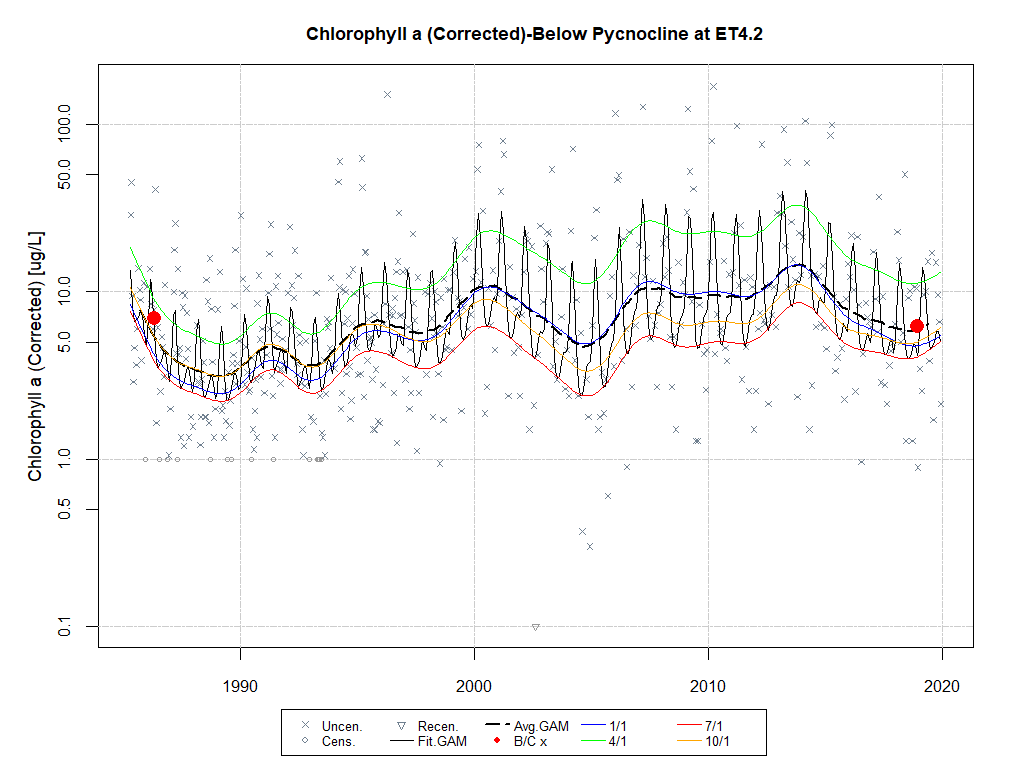 Chlorophyll a (Corrected)-Below Pycnocline at ET4.2
Chlorophyll a (Corrected) [ug/L]
100.0
50.0
10.0
5.0
1.0
0.5
0.1
1990 2000 2010 2020
Uncen. Recen. Avg.GAM 1/1 7/1
Cens. Fit.GAM B/C x 4/1 10/1